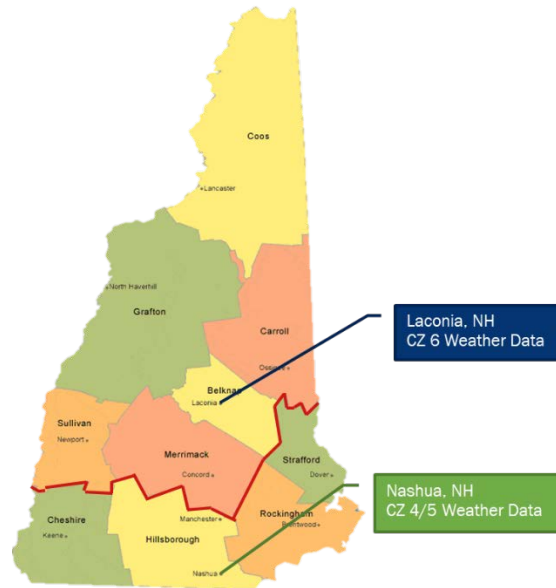 Coos
Lancaster
North Haverhill
Grafton
Carroll
Laconia, NH
CZ 6 Weather Data
Ossipee
Belknap
Laconia
Sullivan
Newport
Merrimack
Concord
Strafford
Dover
Nashua, NH
CZ 4/5 Weather Data
Cheshire
Keene
Manchester
Hillsborough
Rockingham
Brentwood
Nashua